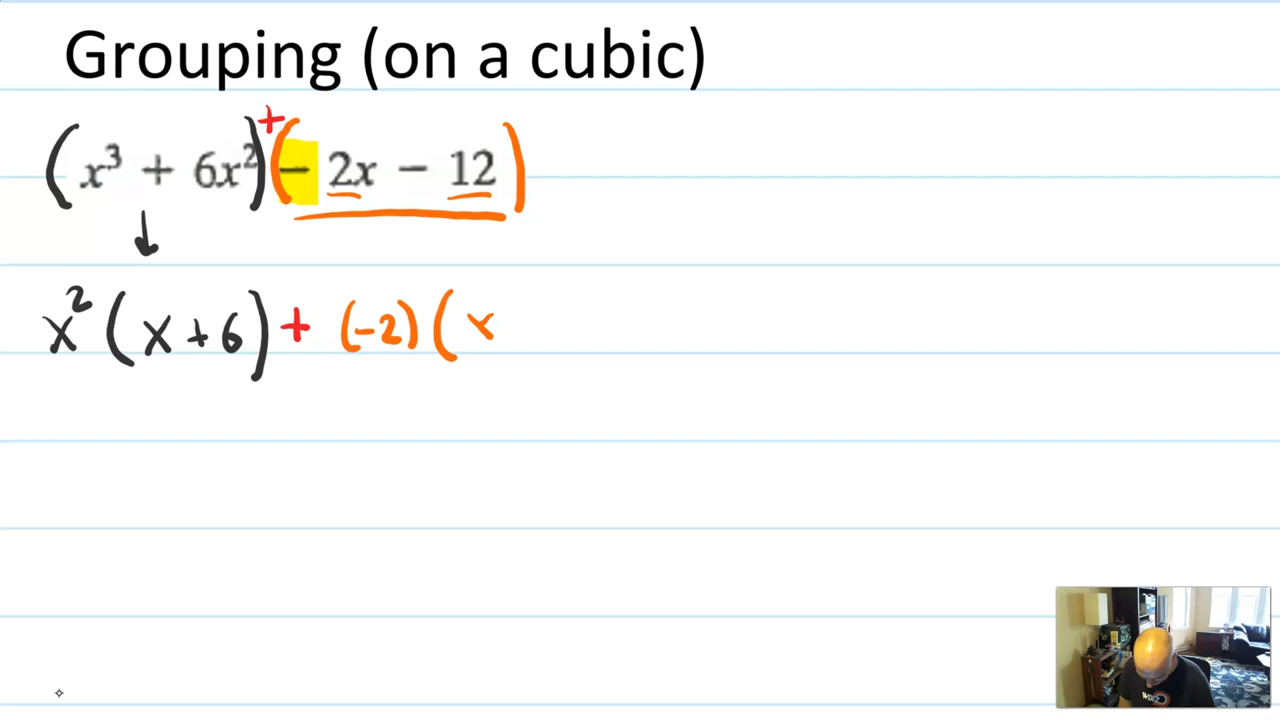 Grouping (on a cubic)
(x³ + 6x²)+(− 2x − 12)
x²(x+6)+(-2)(x